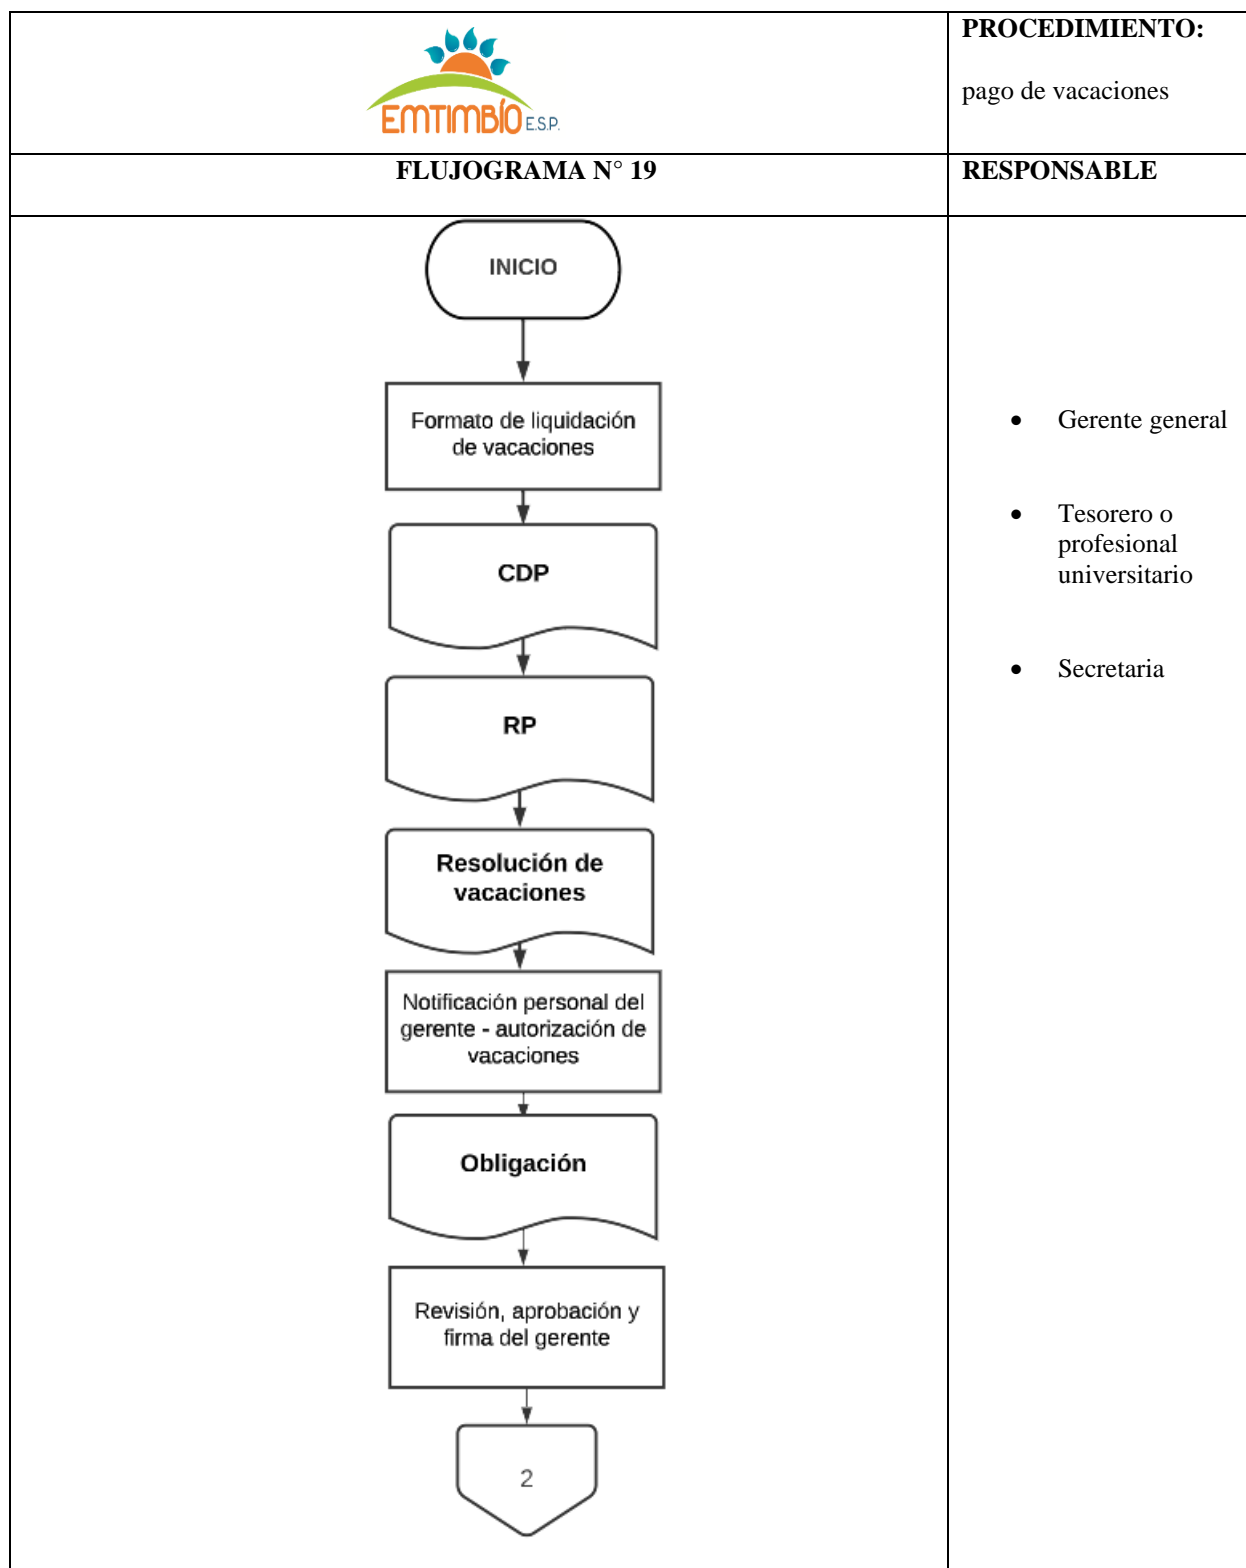 EMTIMBÍO E.S.P.
PROCEDIMIENTO:
pago de vacaciones
FLUJOGRAMA N° 19
RESPONSABLE
INICIO
Formato de liquidación
de vacaciones
CDP
RP
Resolución de
vacaciones
Notificación personal del
gerente - autorización de
vacaciones
Obligación
Revisión, aprobación y
firma del gerente
2
• Gerente general
• Tesorero o
profesional
universitario
• Secretaria